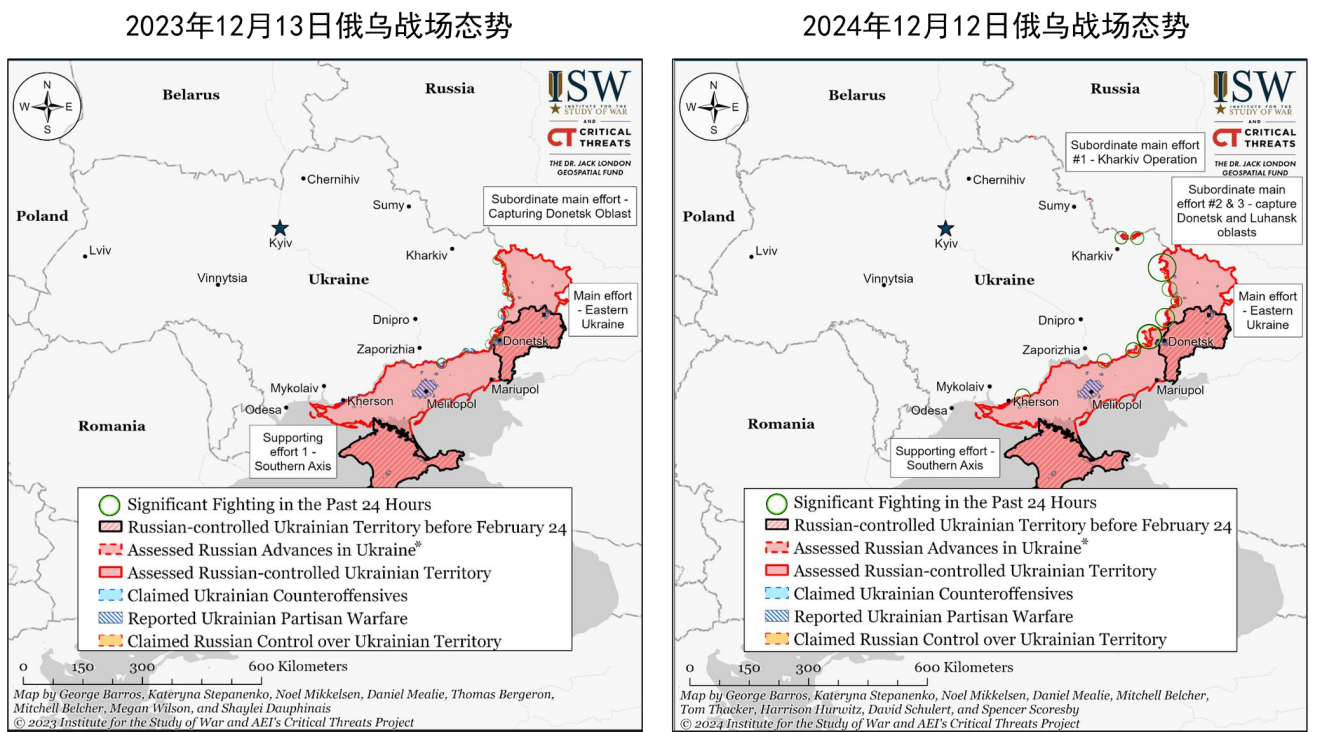 2023年12月13日俄乌战场态势
N
W
E
S
Belarus
Russia
ISW
INSTITUTE FOR THE
STUDY OF WAR
AND
CT CRITICAL
THREATS
THE DR. JACK LONDON
GEOSPATIAL FUND
Chernihiv
Subordinate main effort -
Capturing Donetsk Oblast
Poland
Sumy
Kyiv
Lviv
Kharkiv
Vinnytsia
Ukraine
Main effort
- Eastern
Ukraine
Dnipro
Donetsk
Zaporizhia
Mykolaiv
Mariupol
Kherson
Melitopol
Odesa
Romania
Supporting
effort 1 -
Southern Axis
Significant Fighting in the Past 24 Hours
Russian-controlled Ukrainian Territory before February 24
Assessed Russian Advances in Ukraine*
Assessed Russian-controlled Ukrainian Territory
Claimed Ukrainian Counteroffensives
Reported Ukrainian Partisan Warfare
Claimed Russian Control over Ukrainian Territory
0 150 300 600 Kilometers
Map by George Barros, Kateryna Stepanenko, Noel Mikkelsen, Daniel Mealie, Thomas Bergeron,
Mitchell Belcher, Megan Wilson, and Shaylei Dauphinais
© 2023 Institute for the Study of War and AEI's Critical Threats Project
2024年12月12日俄乌战场态势
N
W
E
S
Belarus
Russia
ISW
INSTITUTE FOR THE
STUDY OF WAR
AND
CT CRITICAL
THREATS
THE DR. JACK LONDON
GEOSPATIAL FUND
Subordinate main effort
#1 - Kharkiv Operation
Chernihiv
Subordinate main
effort #2 & 3 - capture
Donetsk and Luhansk
oblasts
Poland
Sumy
Kyiv
Lviv
Kharkiv
Vinnytsia
Ukraine
Main effort
- Eastern
Ukraine
Dnipro
Donetsk
Zaporizhia
Mykolaiv
Mariupol
Kherson
Melitopol
Odesa
Romania
Supporting effort -
Southern Axis
Significant Fighting in the Past 24 Hours
Russian-controlled Ukrainian Territory before February 24
Assessed Russian Advances in Ukraine*
Assessed Russian-controlled Ukrainian Territory
Claimed Ukrainian Counteroffensives
Reported Ukrainian Partisan Warfare
Claimed Russian Control over Ukrainian Territory
0 150 300 600 Kilometers
Map by George Barros, Kateryna Stepanenko, Noel Mikkelsen, Daniel Mealie, Mitchell Belcher,
Tom Thacker, Harrison Hurwitz, David Schulert, and Spencer Scoresby
© 2024 Institute for the Study of War and AEI's Critical Threats Project